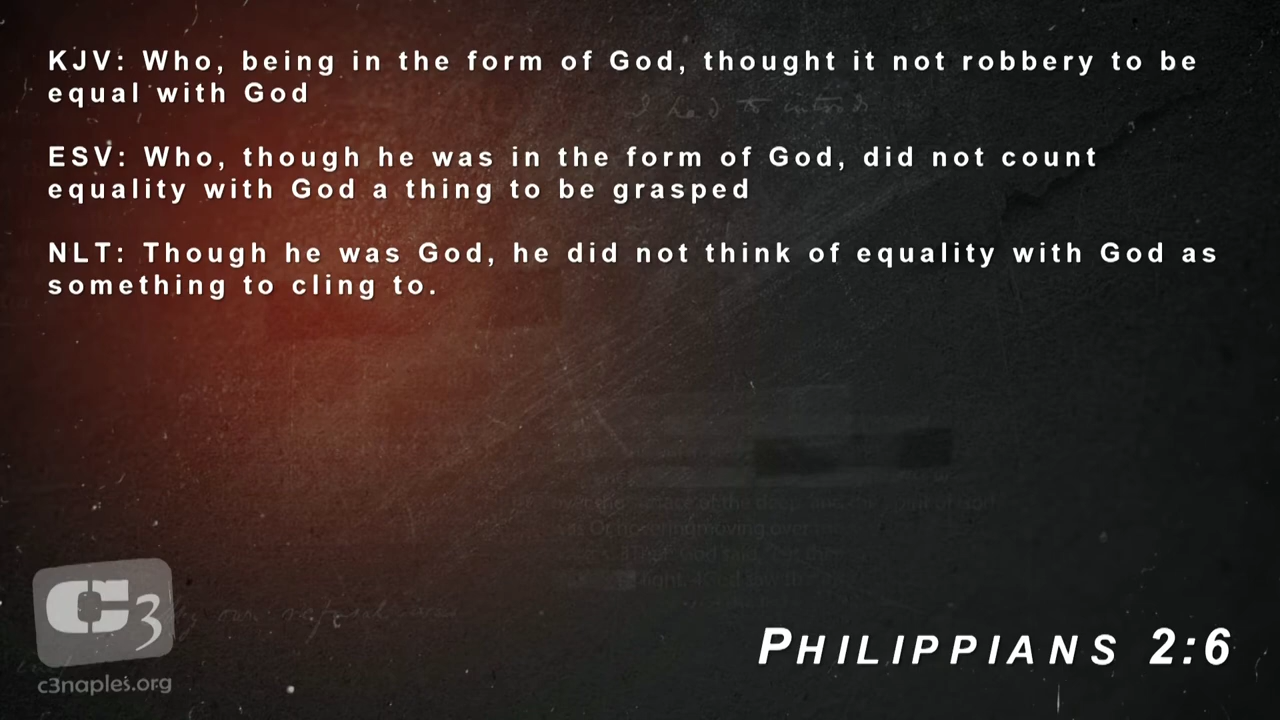 KJV: Who, being in the form of God, thought it not robbery to be
equal with God
ESV: Who, though he was in the form of God, did not count
equality with God a thing to be grasped
NLT: Though he was God, he did not think of equality with God as
something to cling to.
C3
c3naples.org
PHILIPPIANS 2:6